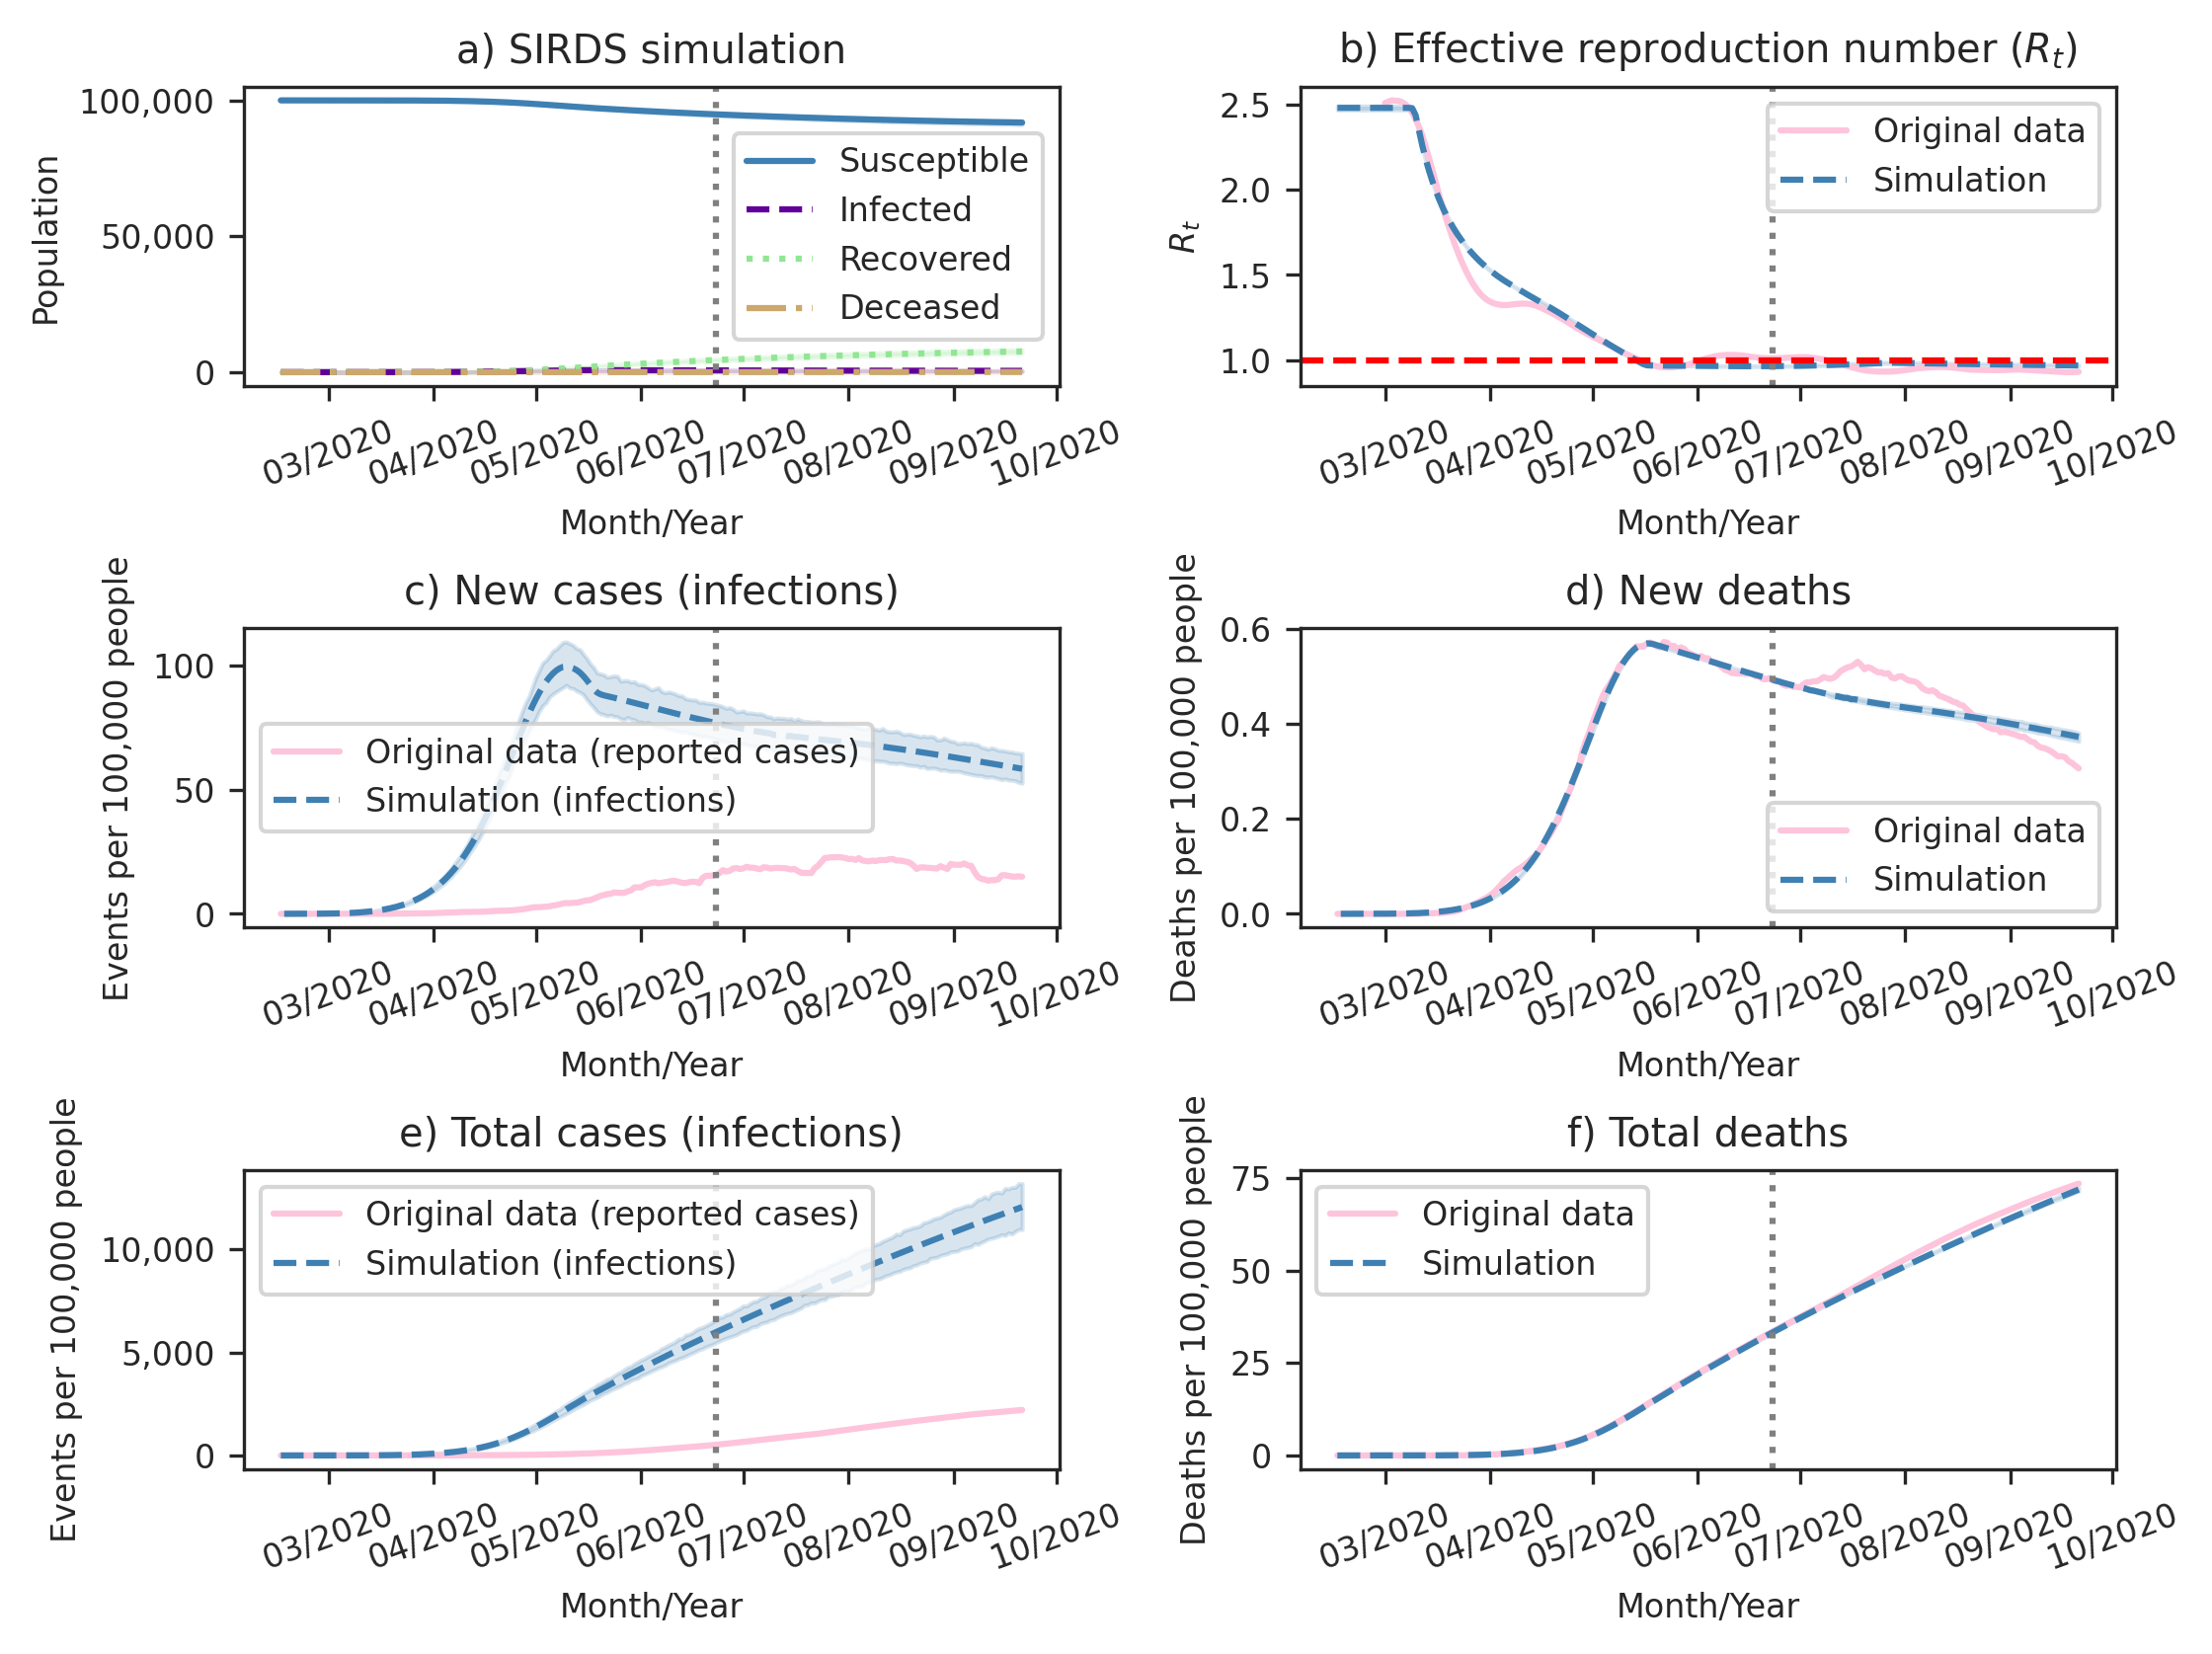 a) SIRDS simulation
Population
100,000
50,000
0
Susceptible
Infected
Recovered
Deceased
03/2020 04/2020 05/2020 06/2020 07/2020 08/2020 09/2020 10/2020
Month/Year
b) Effective reproduction number (Rₜ)
Rₜ
2.5
2.0
1.5
1.0
Original data
Simulation
03/2020 04/2020 05/2020 06/2020 07/2020 08/2020 09/2020 10/2020
Month/Year
c) New cases (infections)
Events per 100,000 people
100
50
0
Original data (reported cases)
Simulation (infections)
03/2020 04/2020 05/2020 06/2020 07/2020 08/2020 09/2020 10/2020
Month/Year
d) New deaths
Deaths per 100,000 people
0.6
0.4
0.2
0.0
Original data
Simulation
03/2020 04/2020 05/2020 06/2020 07/2020 08/2020 09/2020 10/2020
Month/Year
e) Total cases (infections)
Events per 100,000 people
10,000
5,000
0
Original data (reported cases)
Simulation (infections)
03/2020 04/2020 05/2020 06/2020 07/2020 08/2020 09/2020 10/2020
Month/Year
f) Total deaths
Deaths per 100,000 people
75
50
25
0
Original data
Simulation
03/2020 04/2020 05/2020 06/2020 07/2020 08/2020 09/2020 10/2020
Month/Year